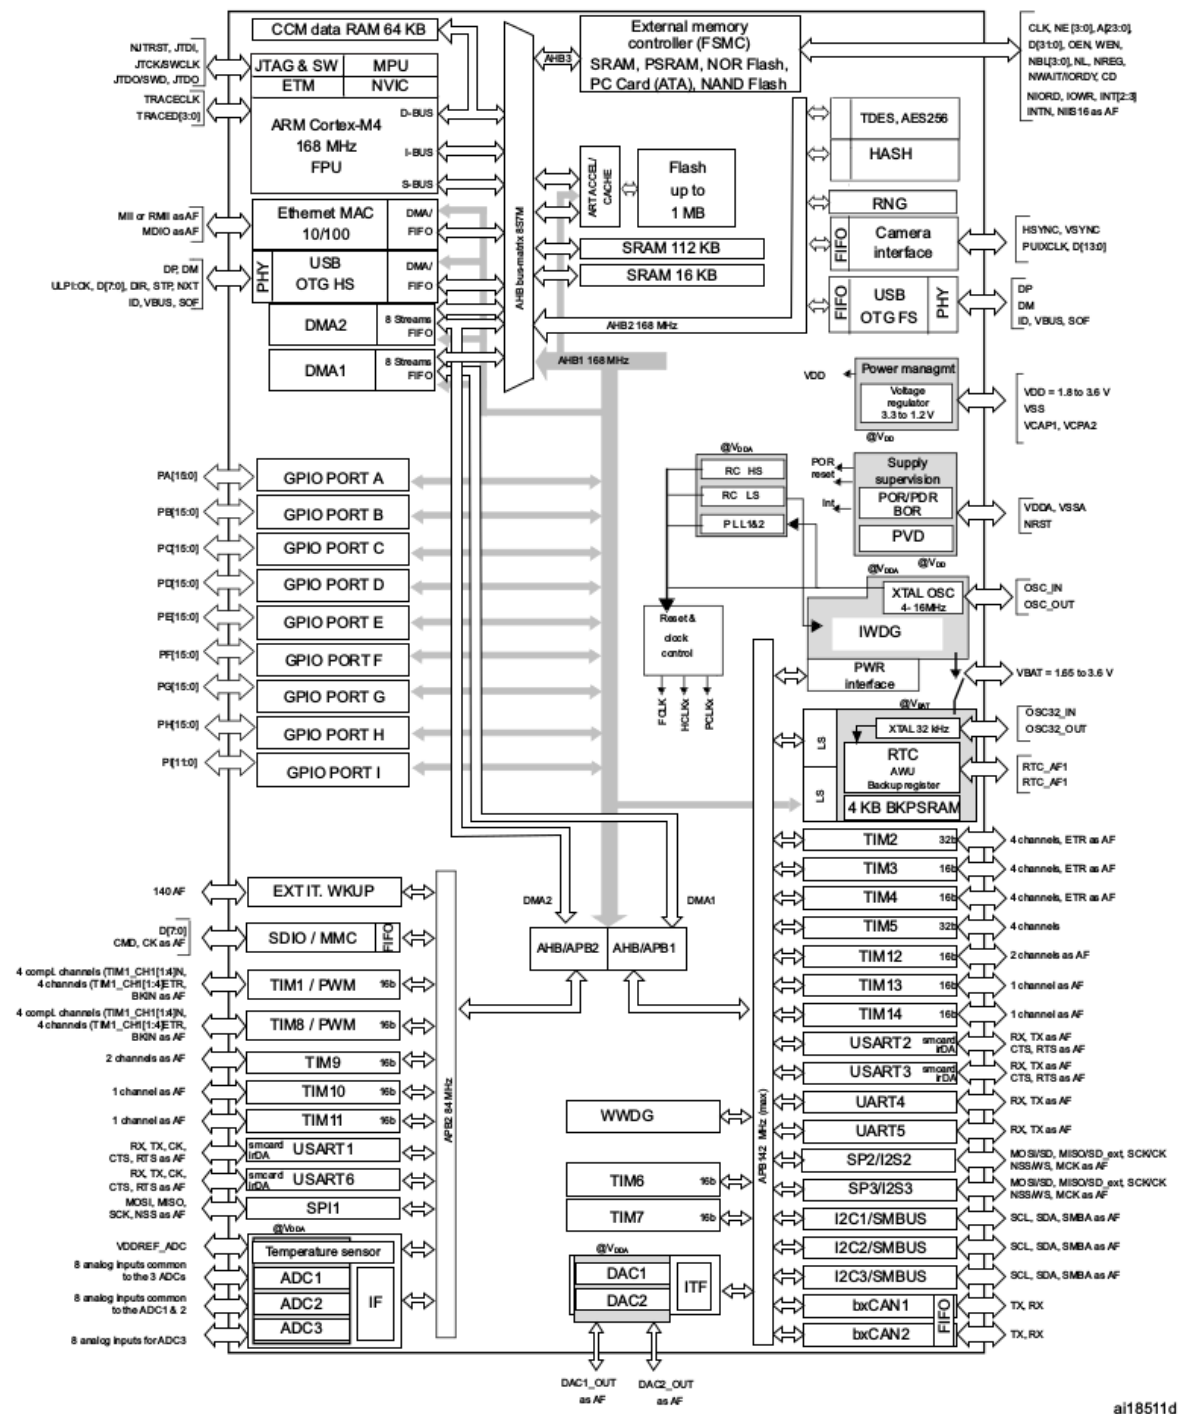 CCM data RAM 64 KB
External memory
controller (FSMC)
SRAM, PSRAM, NOR Flash,
PC Card (ATA), NAND Flash
AHB3
CLK, NE [3:0], A[23:0],
D[31:0], OEN, WEN,
NBL[3:0], NL, NREG,
NWAIT/IORDY, CD
NIORD, IOWR, INT[2:3]
INTN, NIIS16 as AF
NJTRST, JTDI,
JTCK/SWCLK
JTDO/SWD, JTDO
TRACECLK
TRACED[3:0]
JTAG & SW
MPU
ETM
NVIC
ARM Cortex-M4
168 MHz
FPU
D-BUS
I-BUS
S-BUS
AHB bus-matrix 8S7M
ART ACCEL/
CACHE
Flash
up to
1 MB
SRAM 112 KB
SRAM 16 KB
AHB2 168 MHz
AHB1 168 MHz
TDES, AES256
HASH
RNG
FIFO
Camera
interface
HSYNC, VSYNC
PUIXCLK, D[13:0]
FIFO
USB
OTG FS
PHY
DP
DM
ID, VBUS, SOF
MII or RMII as AF
MDIO as AF
Ethernet MAC
10/100
DMA/
FIFO
DP, DM
ULPI:CK, D[7:0], DIR, STP, NXT
ID, VBUS, SOF
PHY
USB
OTG HS
DMA/
FIFO
DMA2
8 Streams
FIFO
DMA1
8 Streams
FIFO
VDD
Power managmt
Voltage
regulator
3.3 to 1.2 V
@VDD
VDD = 1.8 to 3.6 V
VSS
VCAP1, VCPA2
@VDDA
RC HS
RC LS
PLL1&2
POR
reset
Int
Supply
supervision
POR/PDR
BOR
PVD
@VDD
VDDA, VSSA
NRST
@VDDA
XTAL OSC
4- 16MHz
IWDG
OSC_IN
OSC_OUT
PWR
interface
VBAT = 1.65 to 3.6 V
Reset &
clock
control
FCLK
HCLKx
PCLKx
@VBAT
LS
LS
XTAL 32 kHz
RTC
AWU
Backup register
4 KB BKPSRAM
OSC32_IN
OSC32_OUT
RTC_AF1
RTC_AF1
PA[15:0]
GPIO PORT A
PB[15:0]
GPIO PORT B
PC[15:0]
GPIO PORT C
PD[15:0]
GPIO PORT D
PE[15:0]
GPIO PORT E
PF[15:0]
GPIO PORT F
PG[15:0]
GPIO PORT G
PH[15:0]
GPIO PORT H
PI[11:0]
GPIO PORT I
DMA2
DMA1
AHB/APB2
AHB/APB1
140 AF
EXT IT. WKUP
D[7:0]
CMD, CK as AF
SDIO / MMC
FIFO
4 compl. channels (TIM1_CH1[1:4]N,
4 channels (TIM1_CH1[1:4]ETR,
BKIN as AF
TIM1 / PWM
16b
4 compl. channels (TIM1_CH1[1:4]N,
4 channels (TIM1_CH1[1:4]ETR,
BKIN as AF
TIM8 / PWM
16b
2 channels as AF
TIM9
16b
1 channel as AF
TIM10
16b
1 channel as AF
TIM11
16b
RX, TX, CK,
CTS, RTS as AF
smcard
irDA
USART1
RX, TX, CK,
CTS, RTS as AF
smcard
irDA
USART6
MOSI, MISO,
SCK, NSS as AF
SPI1
@VDDA
VDDREF_ADC
Temperature sensor
8 analog inputs common
to the 3 ADCs
ADC1
8 analog inputs common
to the ADC1 & 2
ADC2
8 analog inputs for ADC3
ADC3
IF
APB2 84 MHz
WWDG
TIM6
16b
TIM7
16b
@VDDA
DAC1
DAC2
ITF
DAC1_OUT
as AF
DAC2_OUT
as AF
APB142 MHz (max)
TIM2
32b
4 channels, ETR as AF
TIM3
16b
4 channels, ETR as AF
TIM4
16b
4 channels, ETR as AF
TIM5
32b
4 channels
TIM12
16b
2 channels as AF
TIM13
16b
1 channel as AF
TIM14
16b
1 channel as AF
USART2
smcard
irDA
RX, TX as AF
CTS, RTS as AF
USART3
smcard
irDA
RX, TX as AF
CTS, RTS as AF
UART4
RX, TX as AF
UART5
RX, TX as AF
SP2/I2S2
MOSI/SD, MISO/SD_ext, SCK/CK
NSS/WS, MCK as AF
SP3/I2S3
MOSI/SD, MISO/SD_ext, SCK/CK
NSS/WS, MCK as AF
I2C1/SMBUS
SCL, SDA, SMBA as AF
I2C2/SMBUS
SCL, SDA, SMBA as AF
I2C3/SMBUS
SCL, SDA, SMBA as AF
bxCAN1
TX, RX
bxCAN2
FIFO
TX, RX
ai18511d